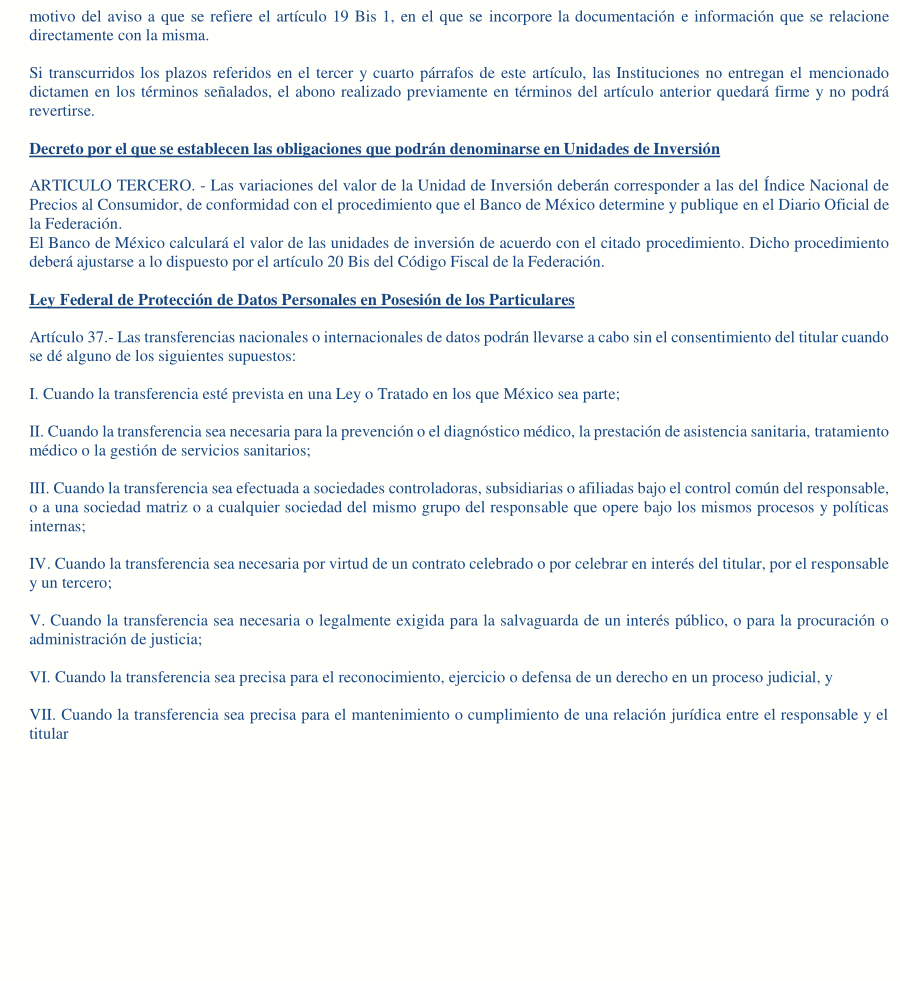 motivo del aviso a que se refiere el artículo 19 Bis 1, en el que se incorpore la documentación e información que se relacione
directamente con la misma.
Si transcurridos los plazos referidos en el tercer y cuarto párrafos de este artículo, las Instituciones no entregan el mencionado
dictamen en los términos señalados, el abono realizado previamente en términos del artículo anterior quedará firme y no podrá
revertirse.
Decreto por el que se establecen las obligaciones que podrán denominarse en Unidades de Inversión
ARTICULO TERCERO. - Las variaciones del valor de la Unidad de Inversión deberán corresponder a las del Índice Nacional de
Precios al Consumidor, de conformidad con el procedimiento que el Banco de México determine y publique en el Diario Oficial de
la Federación.
El Banco de México calculará el valor de las unidades de inversión de acuerdo con el citado procedimiento. Dicho procedimiento
deberá ajustarse a lo dispuesto por el artículo 20 Bis del Código Fiscal de la Federación.
Ley Federal de Protección de Datos Personales en Posesión de los Particulares
Artículo 37.- Las transferencias nacionales o internacionales de datos podrán llevarse a cabo sin el consentimiento del titular cuando
se dé alguno de los siguientes supuestos:
I. Cuando la transferencia esté prevista en una Ley o Tratado en los que México sea parte;
II. Cuando la transferencia sea necesaria para la prevención o el diagnóstico médico, la prestación de asistencia sanitaria, tratamiento
médico o la gestión de servicios sanitarios;
III. Cuando la transferencia sea efectuada a sociedades controladoras, subsidiarias o afiliadas bajo el control común del responsable,
o a una sociedad matriz o a cualquier sociedad del mismo grupo del responsable que opere bajo los mismos procesos y políticas
internas;
IV. Cuando la transferencia sea necesaria por virtud de un contrato celebrado o por celebrar en interés del titular, por el responsable
y un tercero;
V. Cuando la transferencia sea necesaria o legalmente exigida para la salvaguarda de un interés público, o para la procuración o
administración de justicia;
VI. Cuando la transferencia sea precisa para el reconocimiento, ejercicio o defensa de un derecho en un proceso judicial, y
VII. Cuando la transferencia sea precisa para el mantenimiento o cumplimiento de una relación jurídica entre el responsable y el
titular